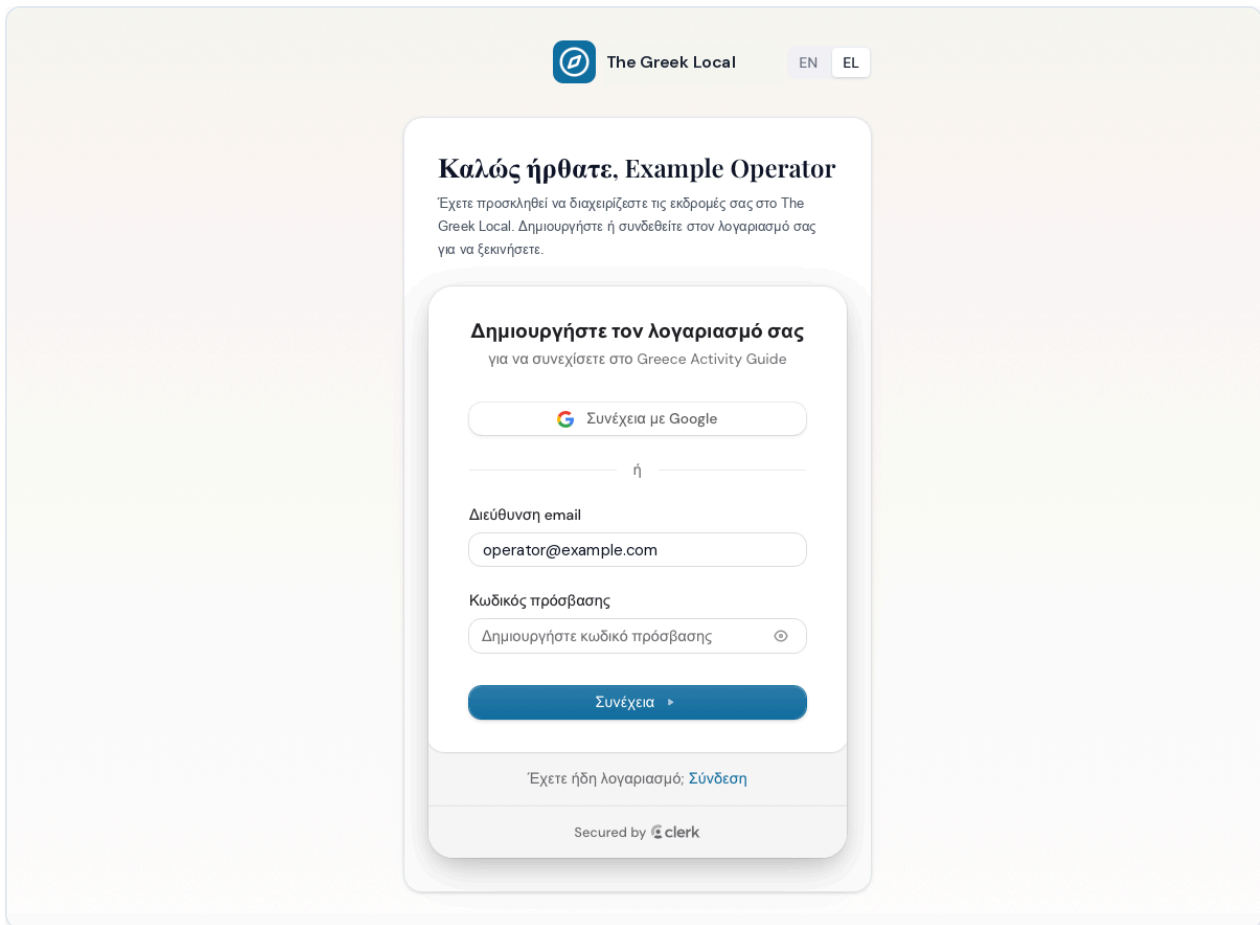 The Greek Local
EN EL
Καλώς ήρθατε, Example Operator
Έχετε προσκληθεί να διαχειρίζεστε τις εκδρομές σας στο The
Greek Local. Δημιουργήστε ή συνδεθείτε στον λογαριασμό σας
για να ξεκινήσετε.
Δημιουργήστε τον λογαριασμό σας
για να συνεχίσετε στο Greece Activity Guide
Συνέχεια με Google
ή
Διεύθυνση email
operator@example.com
Κωδικός πρόσβασης
Δημιουργήστε κωδικό πρόσβασης
Συνέχεια
Έχετε ήδη λογαριασμό; Σύνδεση
Secured by clerk